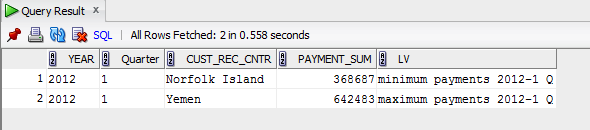 Query Result ×
SQL | All Rows Fetched: 2 in 0.558 seconds
YEAR Quarter CUST_REC_CNTR PAYMENT_SUM LV
1 2012 1 Norfolk Island 368687 minimum payments 2012-1 Q
2 2012 1 Yemen 642483 maximum payments 2012-1 Q